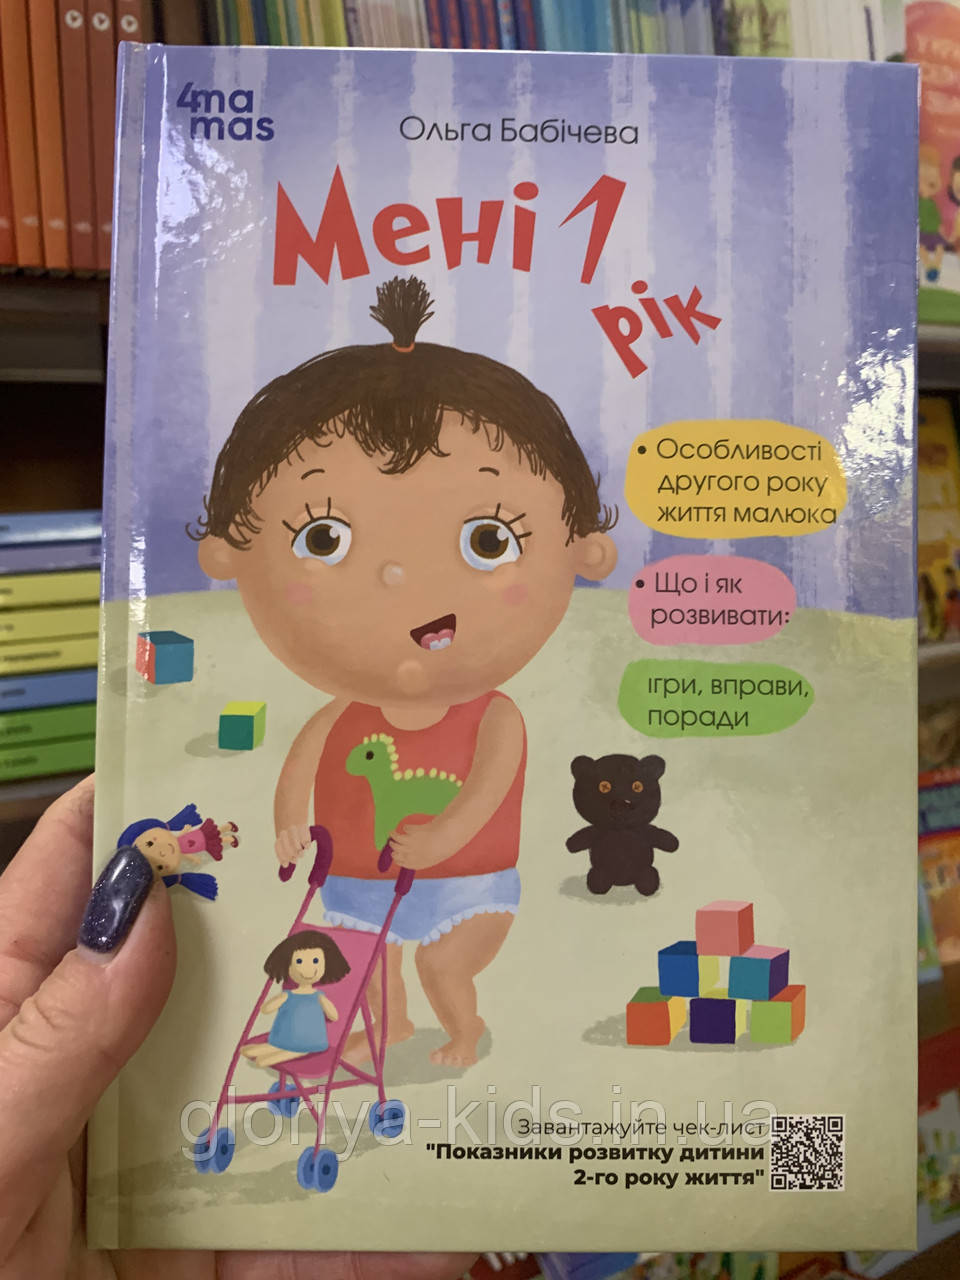 4ma
mas
Ольга Бабічева
Мені 1
рік
• Особливості
другого року
життя малюка
• Що і як
розвивати:
ігри, вправи,
поради
gloriya-kids.in.ua
Завантажуйте чек-лист
"Показники розвитку дитини
2-го року життя"